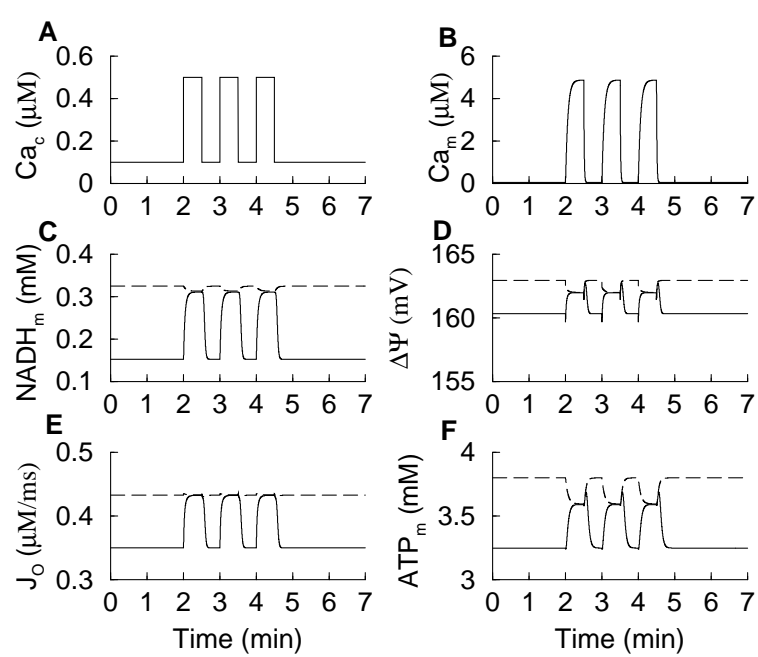 A
0.6
0.4
0.2
0
Ca_c (μM)
0 1 2 3 4 5 6 7
B
6
4
2
0
Ca_m (μM)
0 1 2 3 4 5 6 7
C
0.4
0.3
0.2
0.1
NADH_m (mM)
0 1 2 3 4 5 6 7
D
165
160
155
ΔΨ (mV)
0 1 2 3 4 5 6 7
E
0.5
0.4
0.3
J_O (μM/ms)
0 1 2 3 4 5 6 7
Time (min)
F
4
3.5
3
ATP_m (mM)
0 1 2 3 4 5 6 7
Time (min)